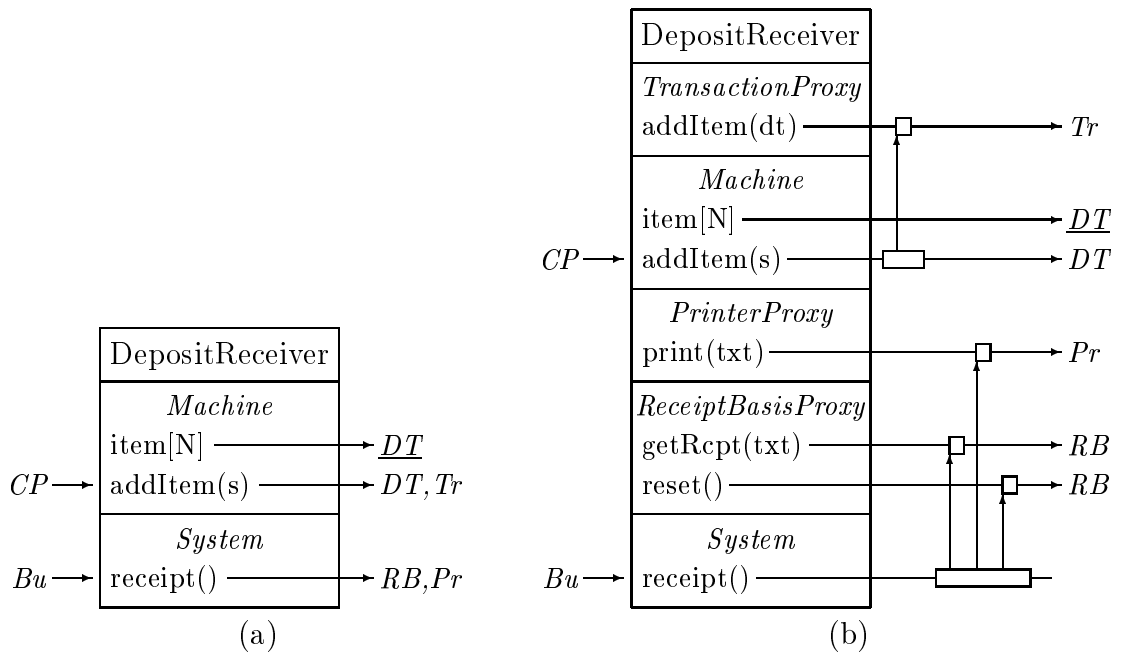 DepositReceiver
Machine
item[N] DT
CP addItem(s) DT,Tr
System
Bu receipt() RB,Pr
(a)
DepositReceiver
TransactionProxy
addItem(dt) Tr
Machine
item[N] DT
CP addItem(s) DT
PrinterProxy
print(txt) Pr
ReceiptBasisProxy
getRcpt(txt) RB
reset() RB
System
Bu receipt()
(b)